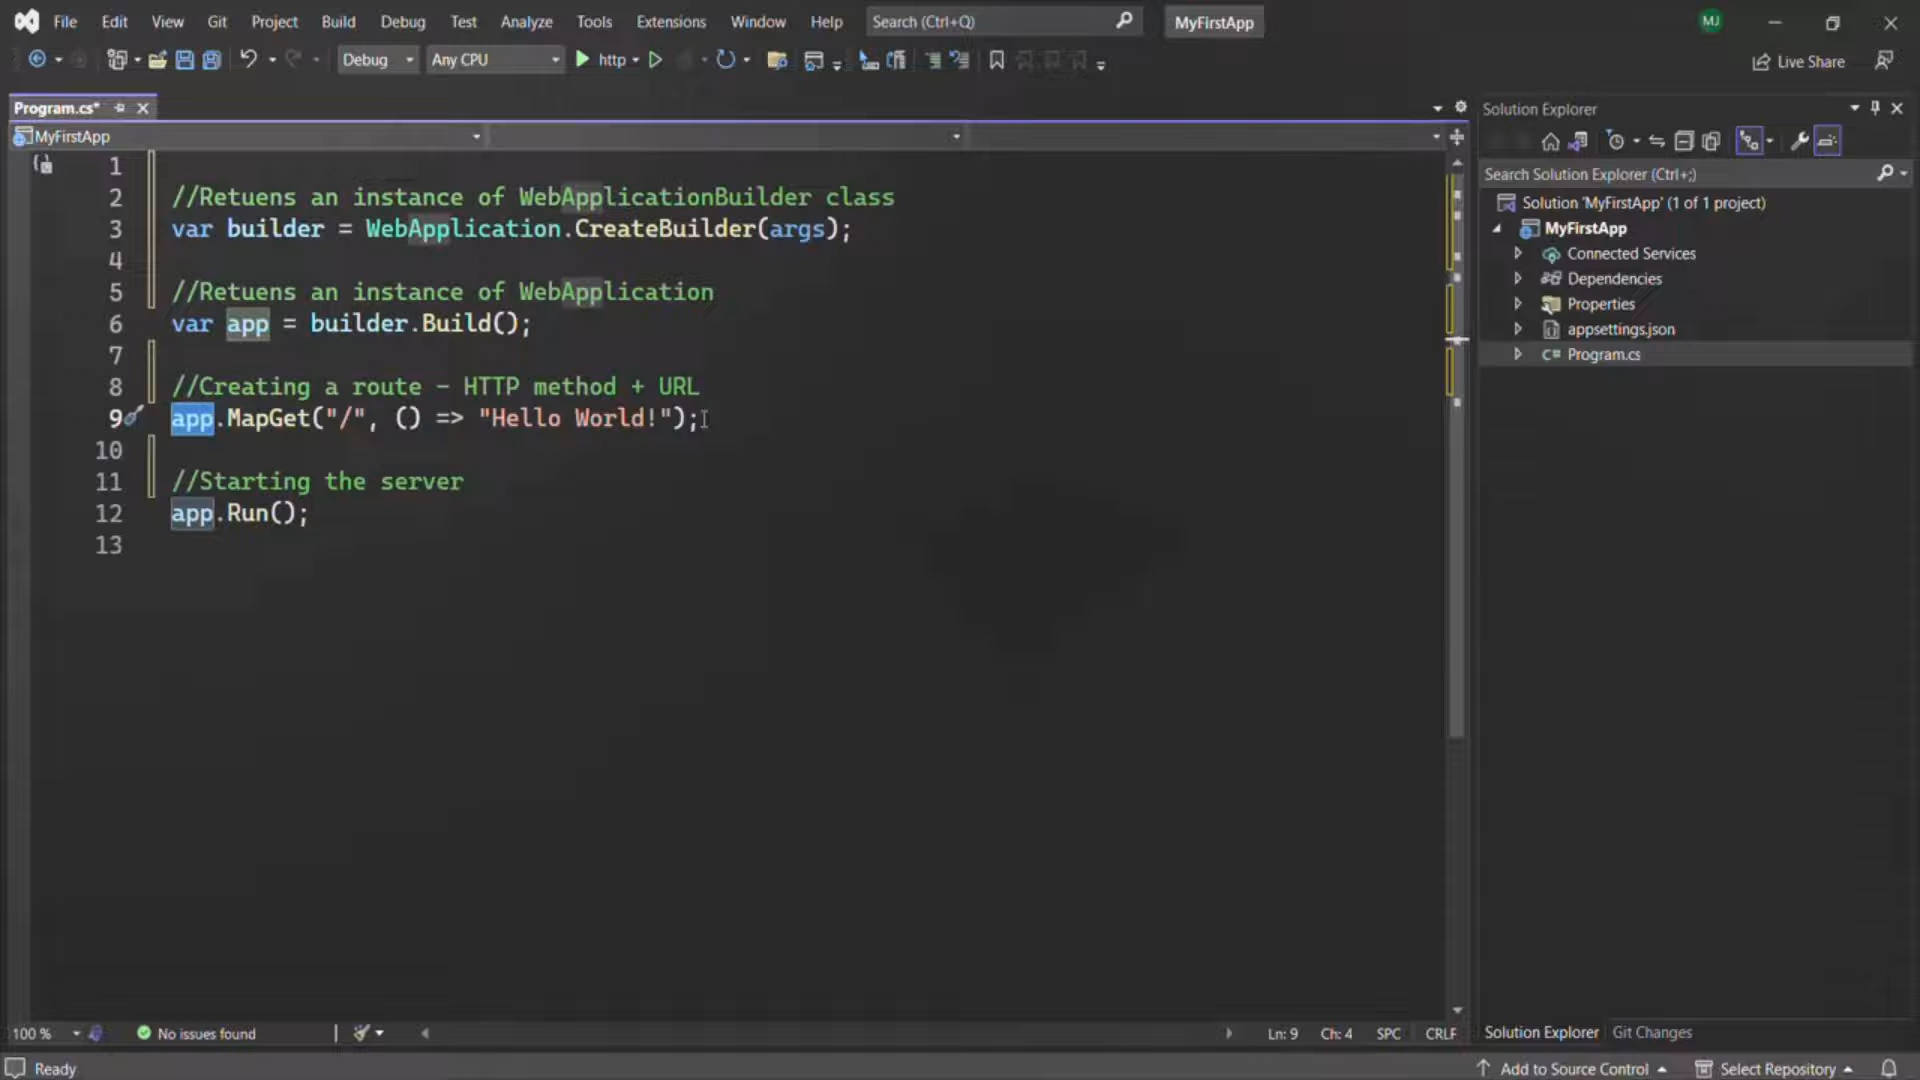 File Edit View Git Project Build Debug Test Analyze Tools Extensions Window Help Search (Ctrl+Q) MyFirstApp MJ
Debug Any CPU http Live Share
Program.cs*
MyFirstApp
1
2 //Retuens an instance of WebApplicationBuilder class
3 var builder = WebApplication.CreateBuilder(args);
4
5 //Retuens an instance of WebApplication
6 var app = builder.Build();
7
8 //Creating a route - HTTP method + URL
9 app.MapGet("/", () => "Hello World!");
10
11 //Starting the server
12 app.Run();
13
Solution Explorer
Search Solution Explorer (Ctrl+;)
Solution 'MyFirstApp' (1 of 1 project)
MyFirstApp
Connected Services
Dependencies
Properties
appsettings.json
C# Program.cs
100 % No issues found Ln: 9 Ch: 4 SPC CRLF
Solution Explorer Git Changes
Ready Add to Source Control Select Repository